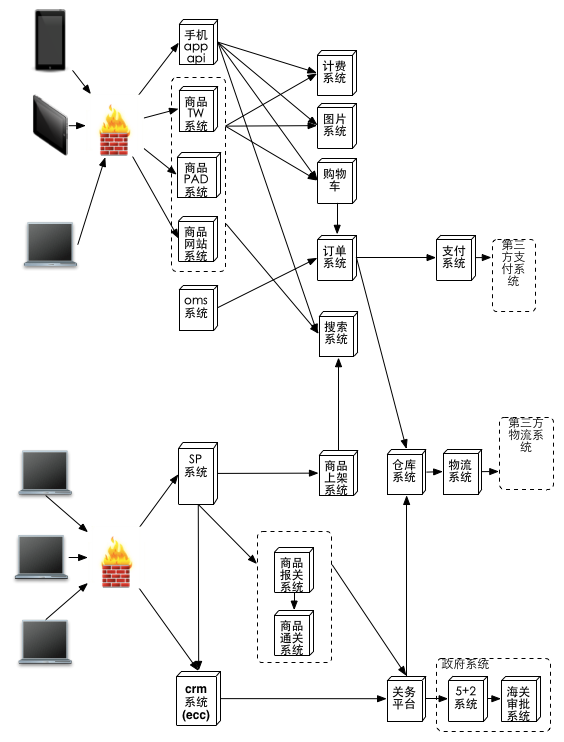 手机
app
api
商品
TW
系统
商品
PAD
系统
商品
网站
系统
oms
系统
计费
系统
图片
系统
购物
车
订单
系统
搜索
系统
支付
系统
第三
方支
付系
统
SP
系统
商品
上架
系统
仓库
系统
物流
系统
第三方
物流系
统
商品
报关
系统
商品
通关
系统
crm
系统
(ecc)
关务
平台
政府系统
5+2
系统
海关
审批
系统